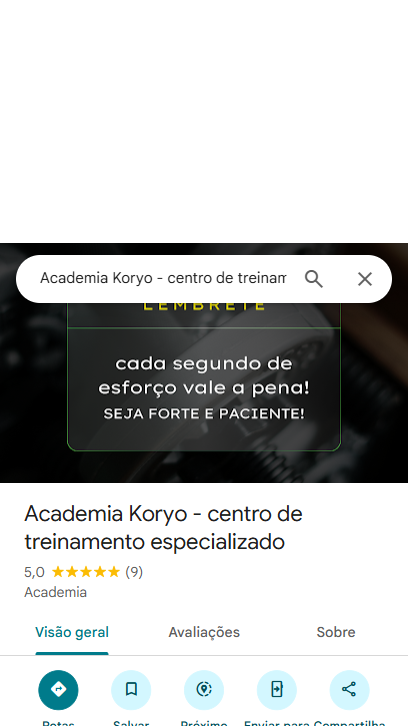 Academia Koryo - centro de treinam
LEMBRETE
cada segundo de
esforço vale a pena!
SEJA FORTE E PACIENTE!
Academia Koryo - centro de
treinamento especializado
5,0 (9)
Academia
Visão geral Avaliações Sobre
Rotas Salvar Próximo Enviar para Compartilha